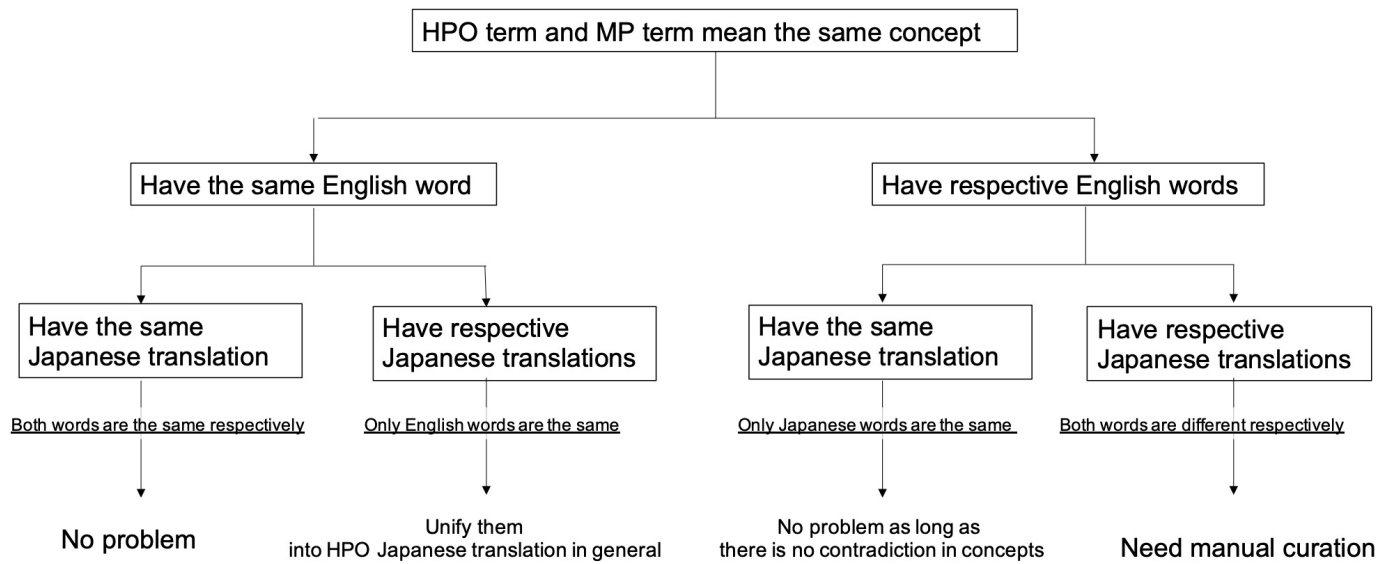 HPO term and MP term mean the same concept
Have the same English word
Have respective English words
Have the same
Japanese translation
Have respective
Japanese translations
Have the same
Japanese translation
Have respective
Japanese translations
Both words are the same respectively
Only English words are the same
Only Japanese words are the same
Both words are different respectively
No problem
Unify them
into HPO Japanese translation in general
No problem as long as
there is no contradiction in concepts
Need manual curation